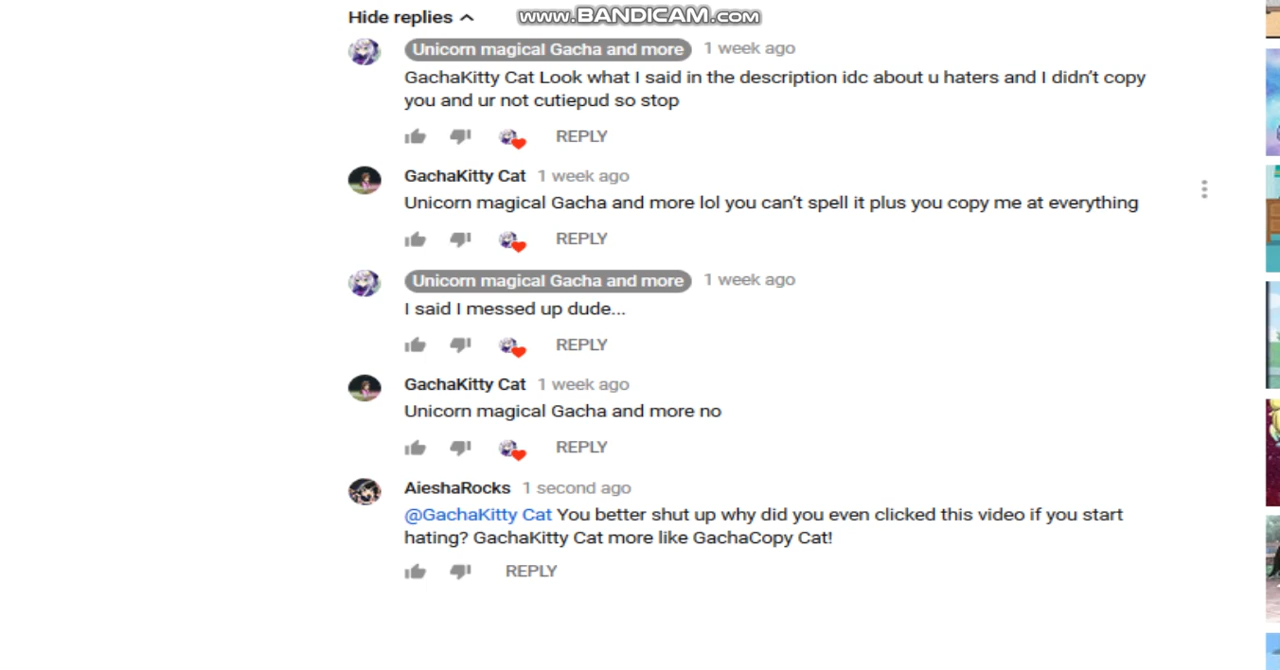 Hide replies
www.BANDICAM.com
Unicorn magical Gacha and more 1 week ago
GachaKitty Cat Look what I said in the description idc about u haters and I didn't copy
you and ur not cutiepud so stop
REPLY
GachaKitty Cat 1 week ago
Unicorn magical Gacha and more lol you can't spell it plus you copy me at everything
REPLY
Unicorn magical Gacha and more 1 week ago
I said I messed up dude...
REPLY
GachaKitty Cat 1 week ago
Unicorn magical Gacha and more no
REPLY
AieshaRocks 1 second ago
@GachaKitty Cat You better shut up why did you even clicked this video if you start
hating? GachaKitty Cat more like GachaCopy Cat!
REPLY